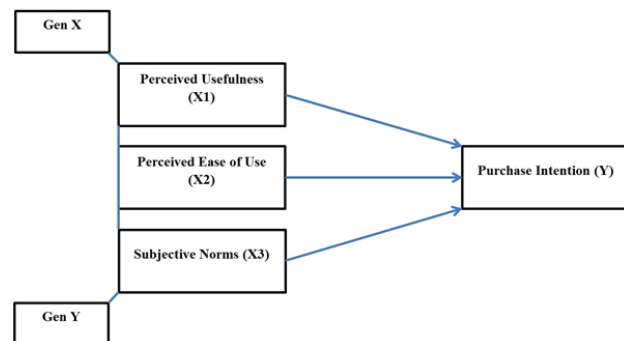 Gen X
Perceived Usefulness
(X1)
Perceived Ease of Use
(X2)
Purchase Intention (Y)
Subjective Norms (X3)
Gen Y